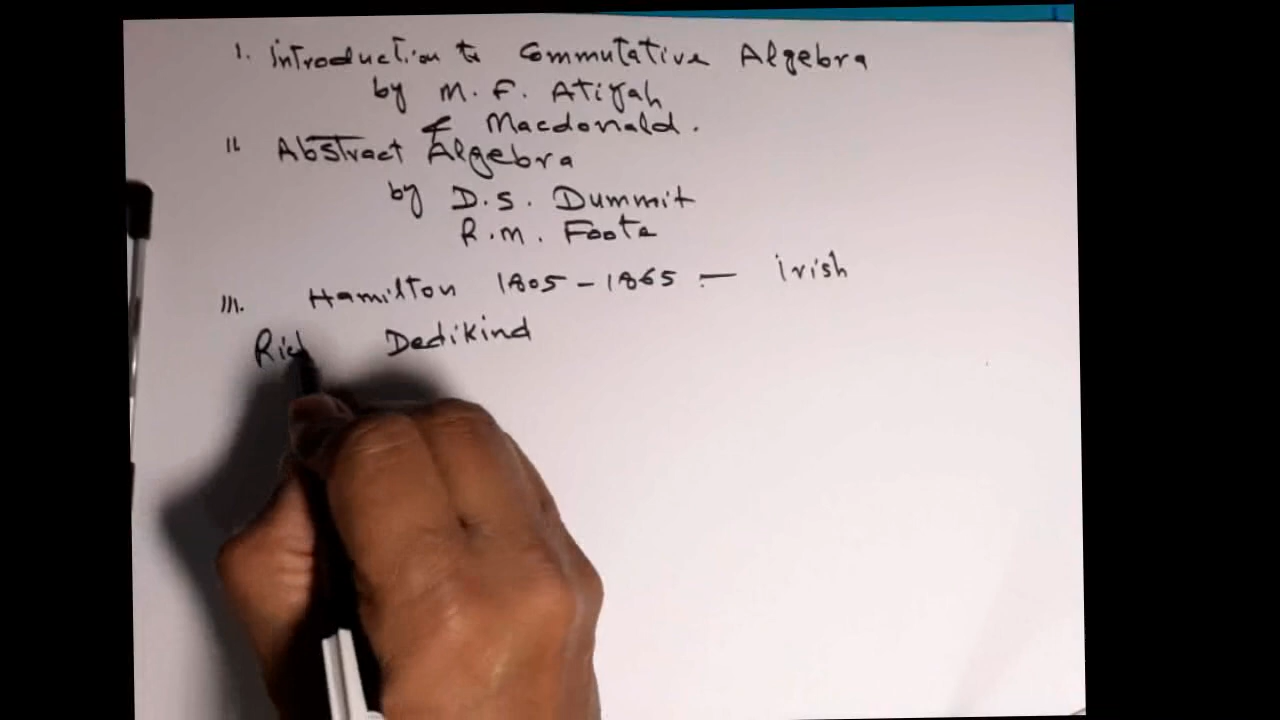 I. Introduction to Commutative Algebra
by M. F. Atiyah
& Macdonald.
II Abstract Algebra
by D.S. Dummit
R.M. Foote
III. Hamilton 1805-1865 — Irish
Rich Dedikind